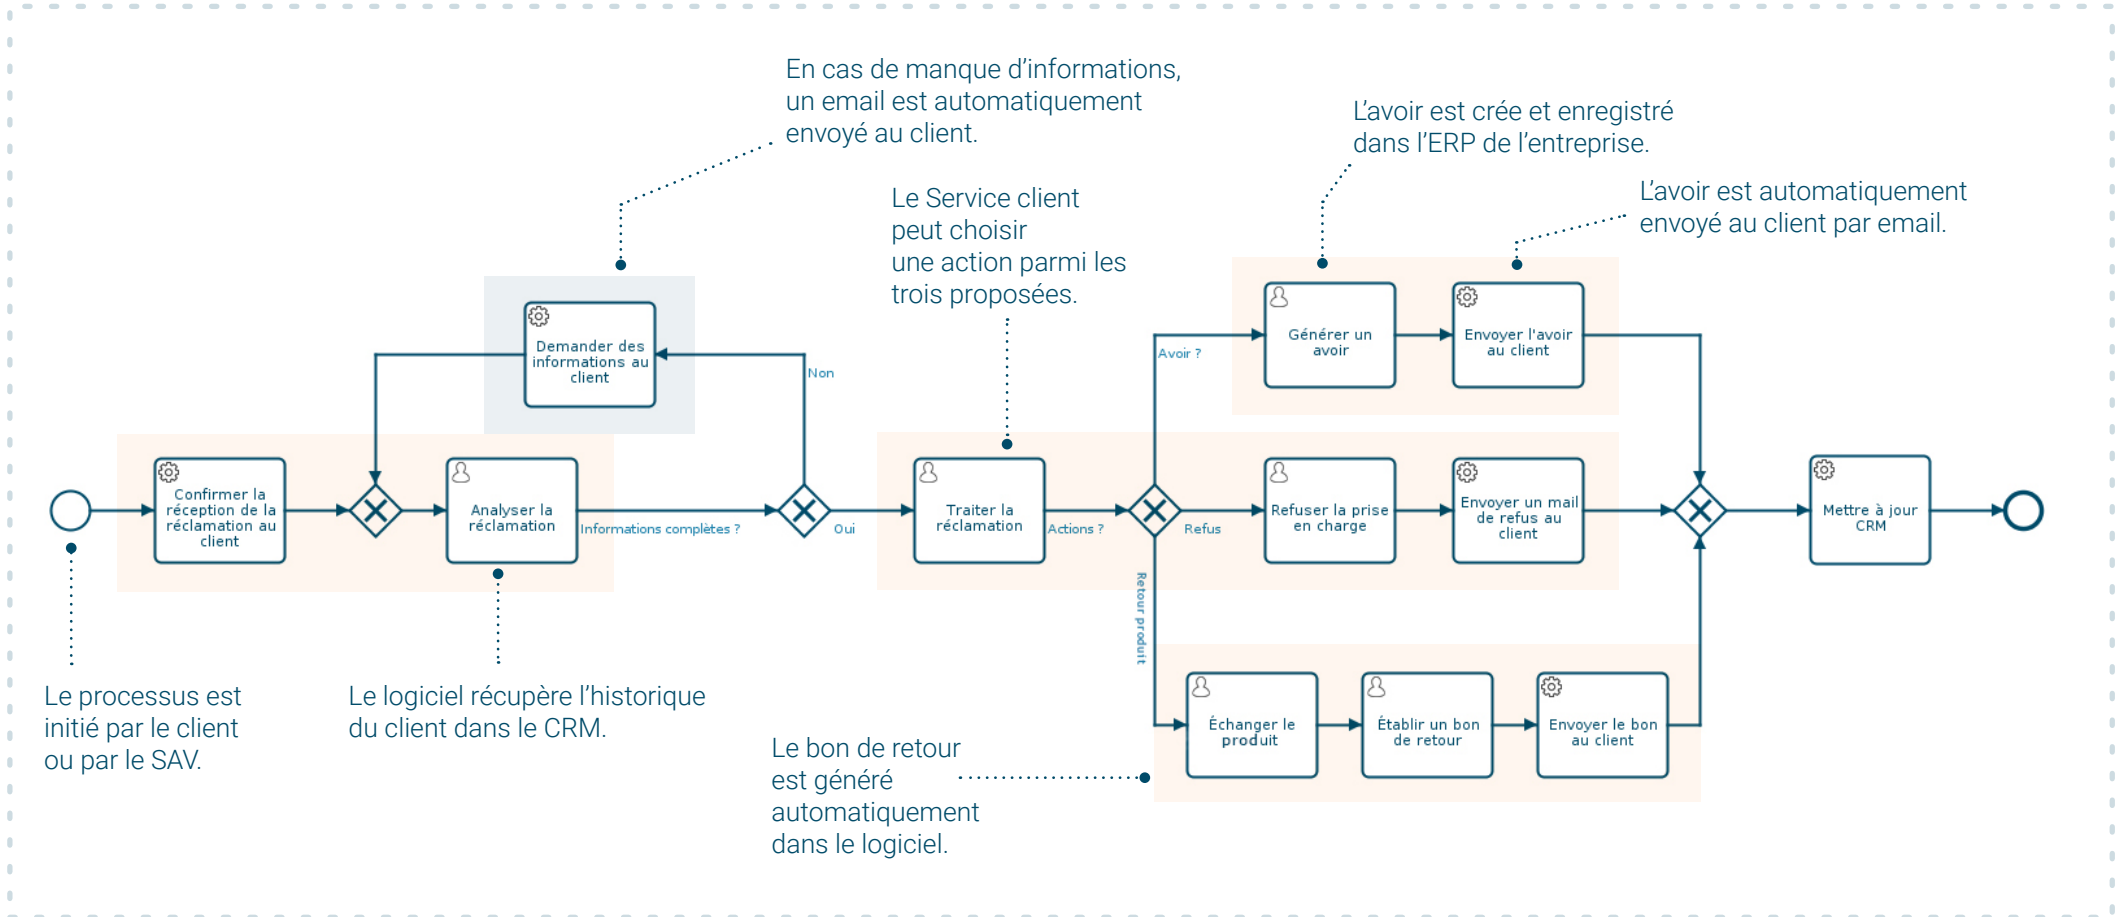 En cas de manque d’informations,
un email est automatiquement
envoyé au client.
L’avoir est crée et enregistré
dans l’ERP de l’entreprise.
Le Service client
peut choisir
une action parmi les
trois proposées.
L’avoir est automatiquement
envoyé au client par email.
Demander des
informations au
client
Non
Avoir ?
Générer un
avoir
Envoyer l'avoir
au client
Confirmer la
réception de la
réclamation au
client
Analyser la
réclamation
Informations complètes ?
Oui
Traiter la
réclamation
Actions ?
Refus
Refuser la prise
en charge
Envoyer un mail
de refus au
client
Mettre à jour
CRM
Retour produit
Échanger le
produit
Établir un bon
de retour
Envoyer le bon
au client
Le processus est
initié par le client
ou par le SAV.
Le logiciel récupère l’historique
du client dans le CRM.
Le bon de retour
est généré
automatiquement
dans le logiciel.